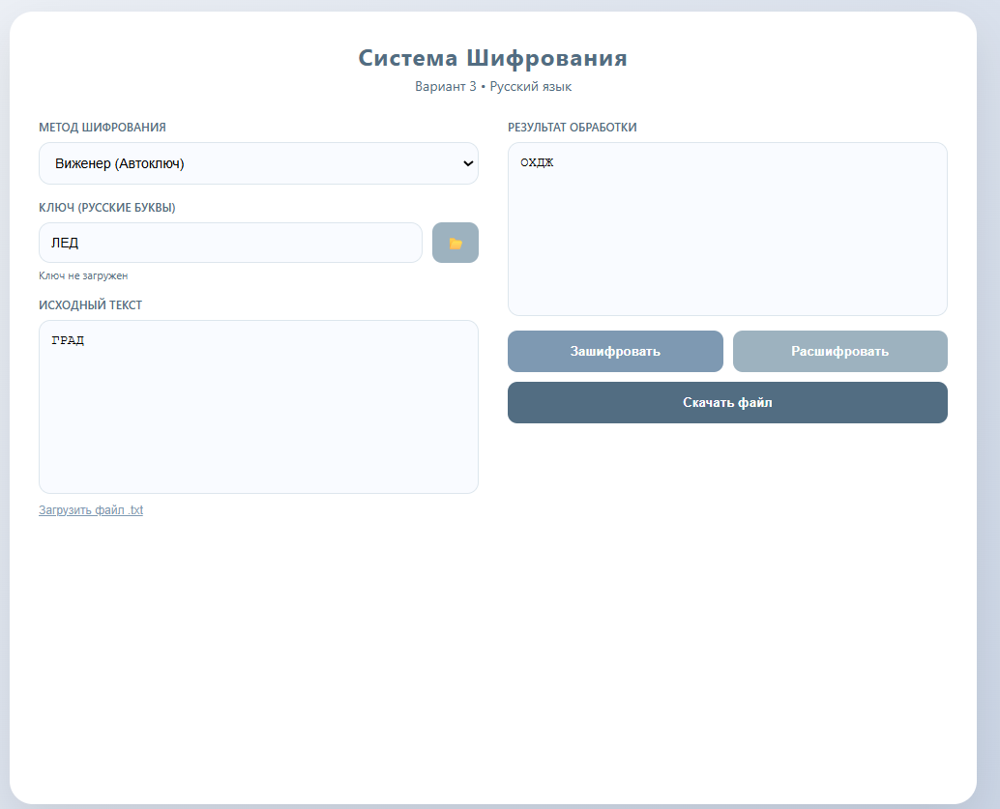 Система Шифрования
Вариант 3 • Русский язык
МЕТОД ШИФРОВАНИЯ
Виженер (Автоключ)
КЛЮЧ (РУССКИЕ БУКВЫ)
ЛЕД
Ключ не загружен
ИСХОДНЫЙ ТЕКСТ
ГРАД
Загрузить файл .txt
РЕЗУЛЬТАТ ОБРАБОТКИ
ОХДЖ
Зашифровать
Расшифровать
Скачать файл